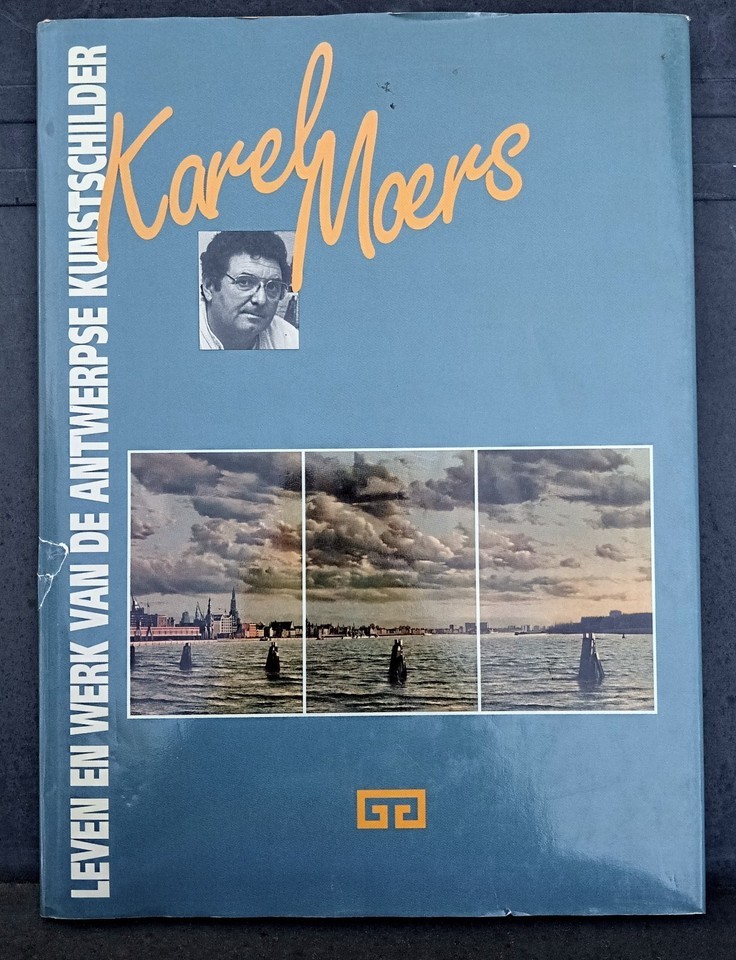 Karel Moers
LEVEN EN WERK VAN DE ANTWERPSE KUNSTSCHILDER